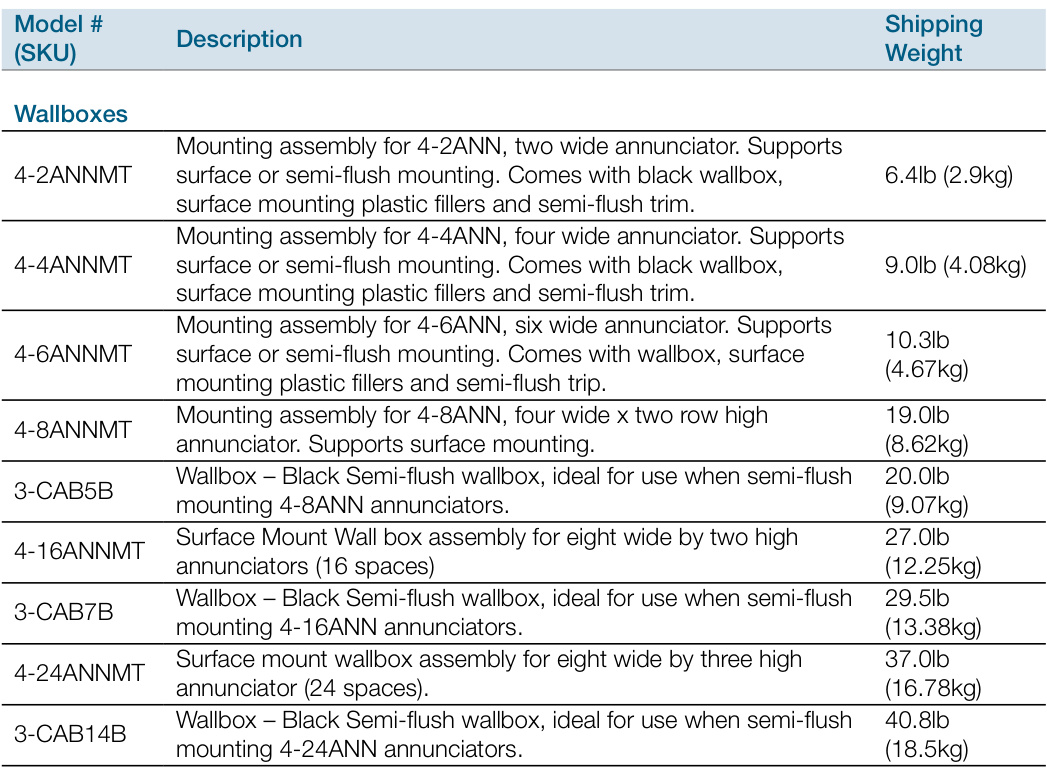 Model #
(SKU)
Description
Shipping
Weight
Wallboxes
4-2ANNMT
Mounting assembly for 4-2ANN, two wide annunciator. Supports
surface or semi-flush mounting. Comes with black wallbox,
surface mounting plastic fillers and semi-flush trim.
6.4lb (2.9kg)
4-4ANNMT
Mounting assembly for 4-4ANN, four wide annunciator. Supports
surface or semi-flush mounting. Comes with black wallbox,
surface mounting plastic fillers and semi-flush trim.
9.0lb (4.08kg)
4-6ANNMT
Mounting assembly for 4-6ANN, six wide annunciator. Supports
surface or semi-flush mounting. Comes with wallbox, surface
mounting plastic fillers and semi-flush trip.
10.3lb
(4.67kg)
4-8ANNMT
Mounting assembly for 4-8ANN, four wide x two row high
annunciator. Supports surface mounting.
19.0lb
(8.62kg)
3-CAB5B
Wallbox – Black Semi-flush wallbox, ideal for use when semi-flush
mounting 4-8ANN annunciators.
20.0lb
(9.07kg)
4-16ANNMT
Surface Mount Wall box assembly for eight wide by two high
annunciators (16 spaces)
27.0lb
(12.25kg)
3-CAB7B
Wallbox – Black Semi-flush wallbox, ideal for use when semi-flush
mounting 4-16ANN annunciators.
29.5lb
(13.38kg)
4-24ANNMT
Surface mount wallbox assembly for eight wide by three high
annunciator (24 spaces).
37.0lb
(16.78kg)
3-CAB14B
Wallbox – Black Semi-flush wallbox, ideal for use when semi-flush
mounting 4-24ANN annunciators.
40.8lb
(18.5kg)